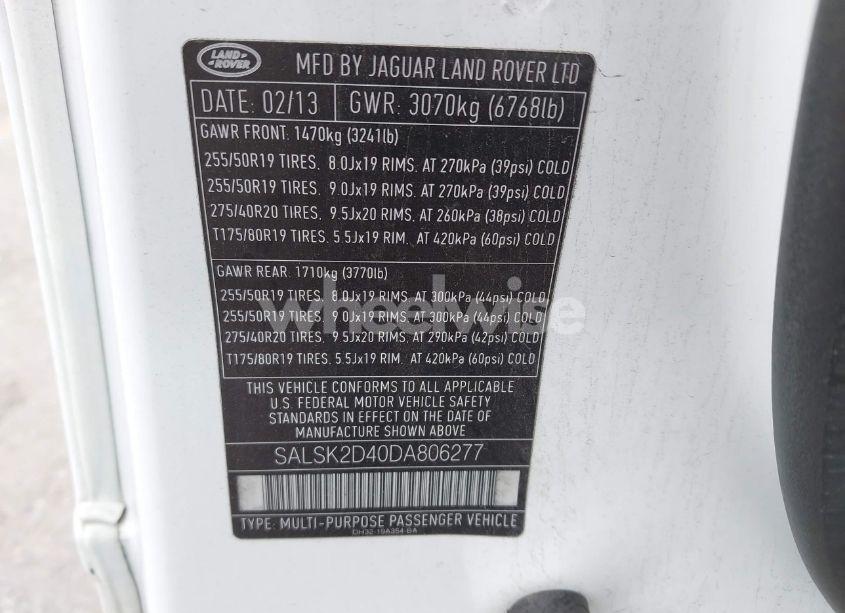 LAND-
-ROVER
MFD BY JAGUAR LAND ROVER LTD
DATE: 02/13 GWR: 3070kg (6768lb)
GAWR FRONT: 1470kg (3241lb)
255/50R19 TIRES. 8.0Jx19 RIMS. AT 270kPa (39psi) COLD
255/50R19 TIRES. 9.0Jx19 RIMS. AT 270kPa (39psi) COLD
275/40R20 TIRES. 9.5Jx20 RIMS. AT 260kPa (38psi) COLD
T175/80R19 TIRES. 5.5Jx19 RIM. AT 420kPa (60psi) COLD
GAWR REAR: 1710kg (3770lb)
255/50R19 TIRES. 8.0Jx19 RIMS. AT 300kPa (44psi) COLD
255/50R19 TIRES. 9.0Jx19 RIMS. AT 300kPa (44psi) COLD
wheelwise
275/40R20 TIRES. 9.5Jx20 RIMS. AT 290kPa (42psi) COLD
T175/80R19 TIRES. 5.5Jx19 RIM. AT 420kPa (60psi) COLD
THIS VEHICLE CONFORMS TO ALL APPLICABLE
U.S. FEDERAL MOTOR VEHICLE SAFETY
STANDARDS IN EFFECT ON THE DATE OF
MANUFACTURE SHOWN ABOVE
SALSK2D40DA806277
TYPE: MULTI-PURPOSE PASSENGER VEHICLE
DH32-19A354-BA